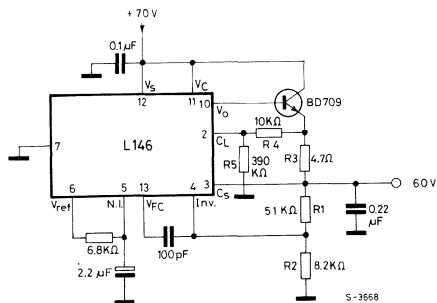 + 70 V
0.1 µF
VS
VC
12
11
10
VO
BD709
L146
7
2
CL
10KΩ
R4
R5
390
KΩ
R3
4.7Ω
6
5
13
4
3
CS
60V
Vref
N.I.
VFC
Inv.
51 KΩ
R1
0.22
µF
6.8KΩ
100pF
2.2 µF
R2
8.2KΩ
S-3668